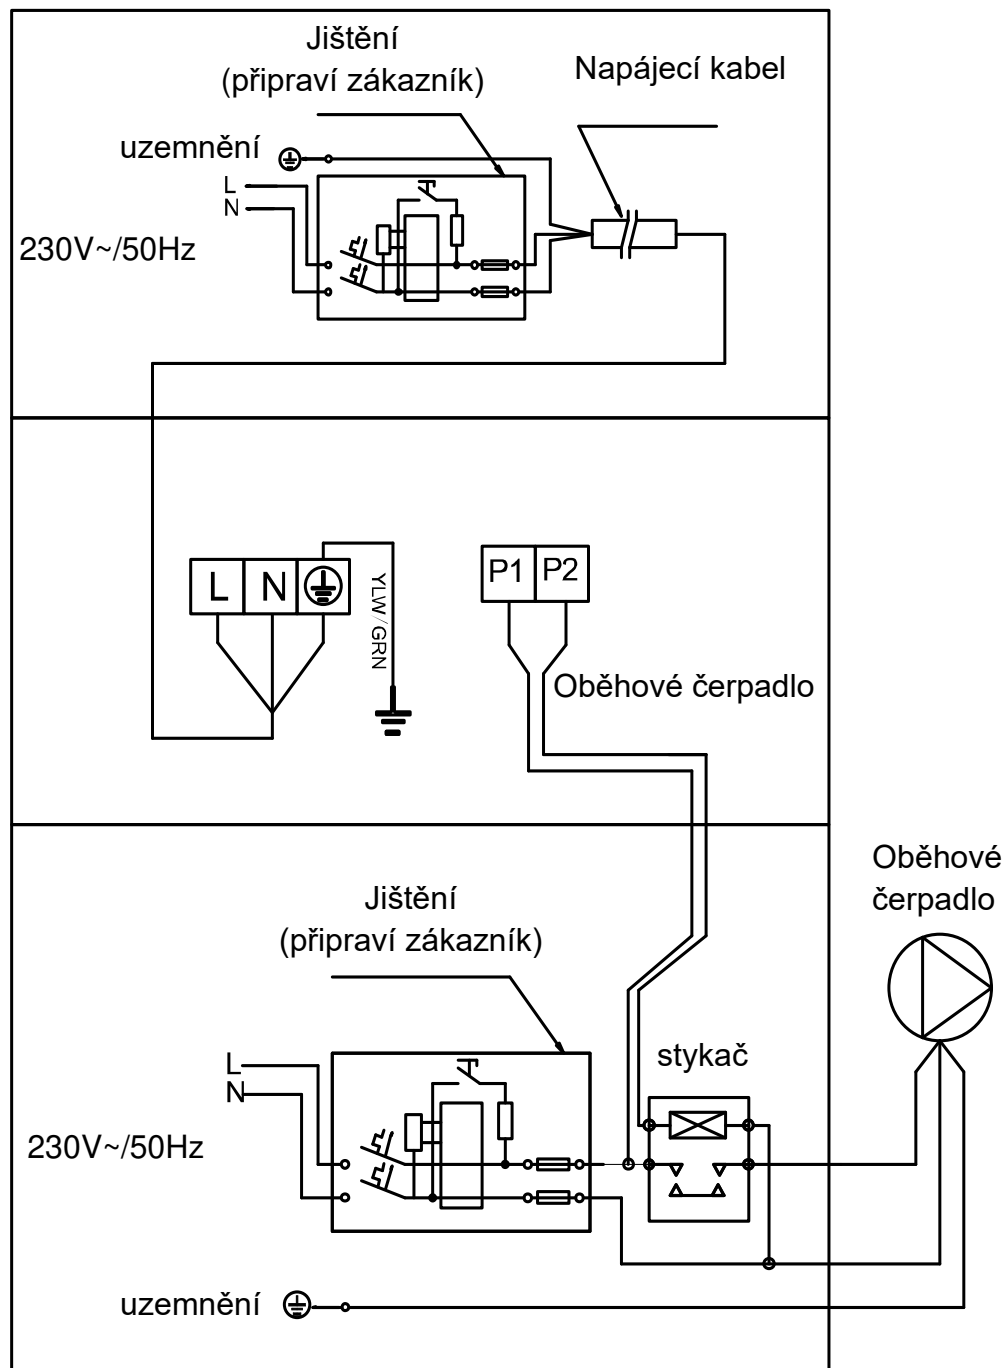 Jištění
(připraví zákazník)
Napájecí kabel
uzemnění
L
N
230V~/50Hz
L N
YLW/GRN
P1 P2
Oběhové čerpadlo
Oběhové
čerpadlo
Jištění
(připraví zákazník)
stykač
L
N
230V~/50Hz
uzemnění